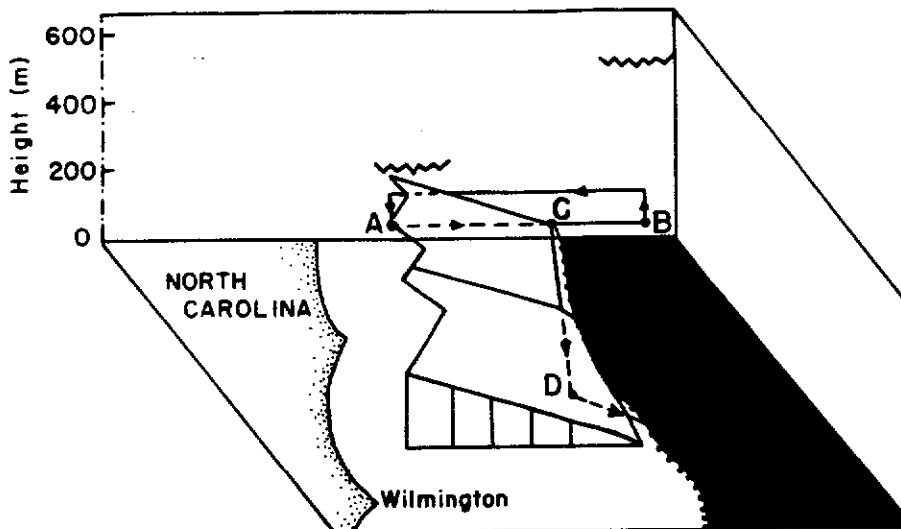 600
400
200
0
Height (m)
A
C
B
NORTH
CAROLINA
D
Wilmington